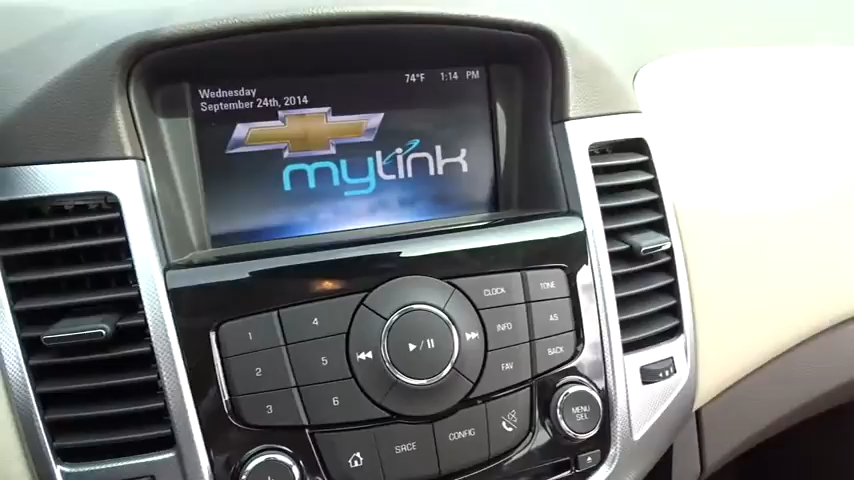 Wednesday
September 24th, 2014
74°F 1:14 PM
mylink
CLOCK
TONE
1
4
INFO
AS
2
5
FAV
BACK
3
6
MENU
SEL
SRCE
CONFIG